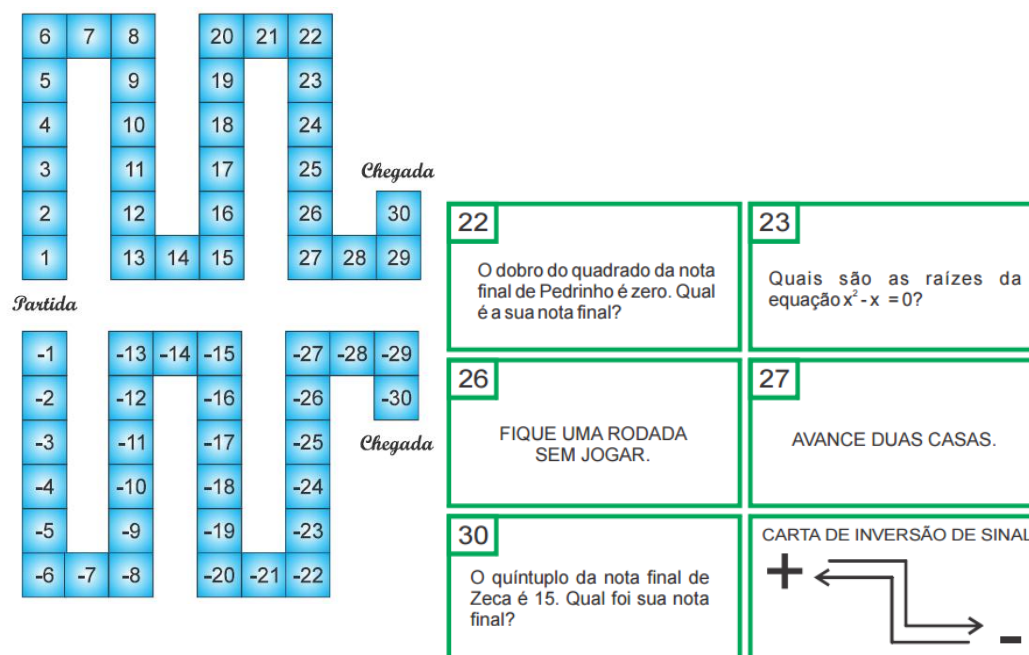 6 7 8 20 21 22
5 9 19 23
4 10 18 24
3 11 17 25
Chegada
2 12 16 26 30
1 13 14 15 27 28 29
Partida
-1 -13 -14 -15 -27 -28 -29
-2 -12 -16 -26 -30
Chegada
-3 -11 -17 -25
-4 -10 -18 -24
-5 -9 -19 -23
-6 -7 -8 -20 -21 -22
22
O dobro do quadrado da nota
final de Pedrinho é zero. Qual
é a sua nota final?
23
Quais são as raízes da
equação x² - x = 0?
26
FIQUE UMA RODADA
SEM JOGAR.
27
AVANCE DUAS CASAS.
30
O quíntuplo da nota final de
Zeca é 15. Qual foi sua nota
final?
CARTA DE INVERSÃO DE SINAL
+
-